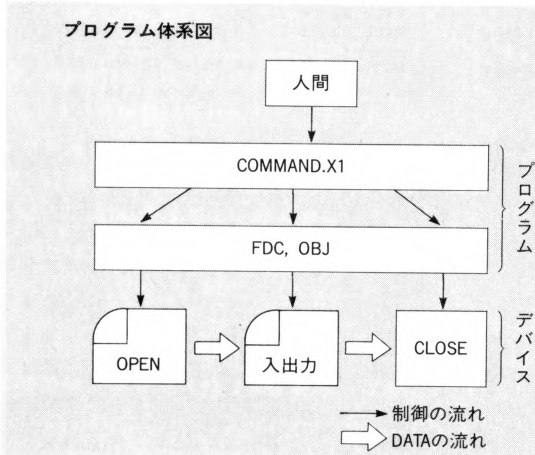 プログラム体系図
人間
COMMAND.X1
プログラム
FDC, OBJ
OPEN
入出力
CLOSE
デバイス
制御の流れ
DATAの流れ